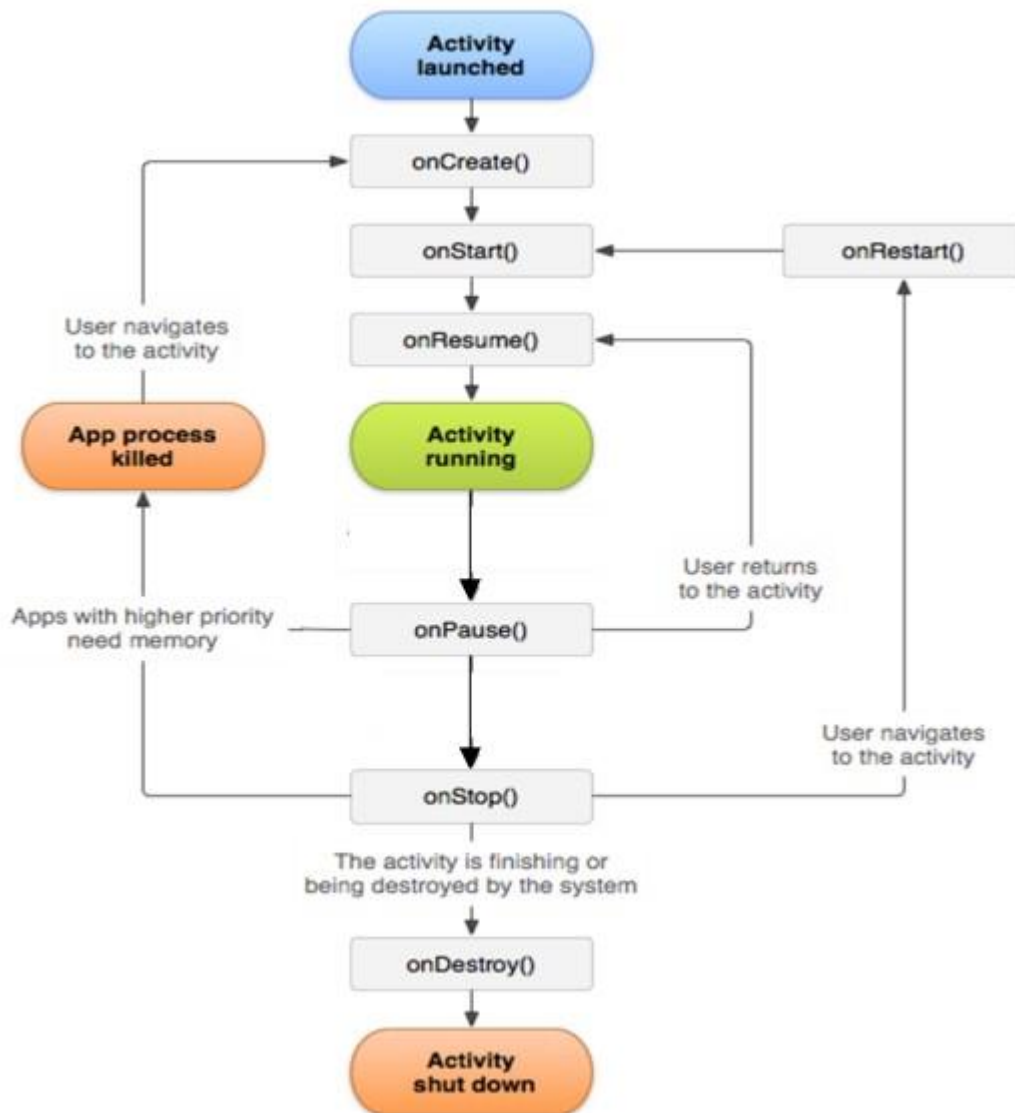 Activity
launched
onCreate()
onStart()
onRestart()
onResume()
User navigates
to the activity
App process
killed
Activity
running
User returns
to the activity
Apps with higher priority
need memory
onPause()
User navigates
to the activity
onStop()
The activity is finishing or
being destroyed by the system
onDestroy()
Activity
shut down